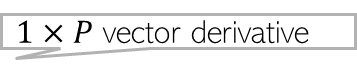 1 × P vector derivative